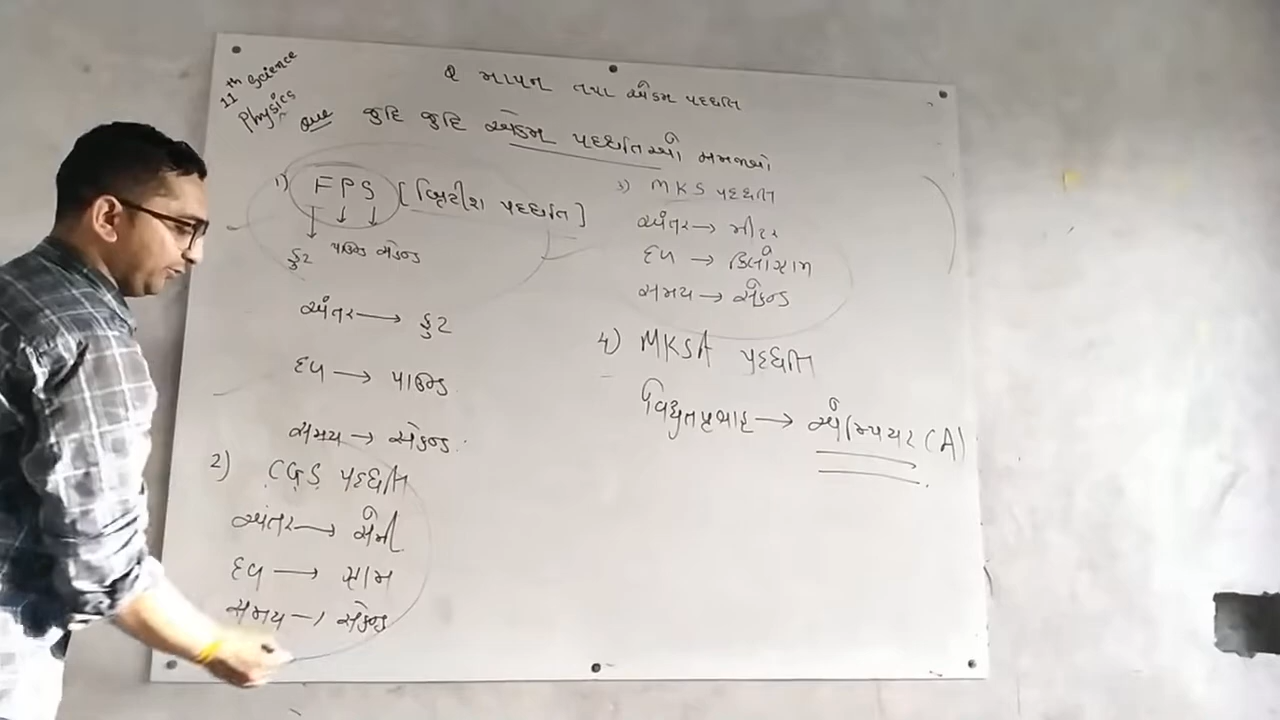 11th Science
Physics
૨ માપન તથા એકમ પદ્ધતિ
Que જુદિ જુદિ એકમ પદ્ધતિઓ સમજાવો
1) FPS [બ્રિટીશ પદ્ધતિ]
ફુટ પાઉન્ડ સેકન્ડ
અંતર → ફુટ
દળ → પાઉન્ડ
સમય → સેકન્ડ
2) CGS પદ્ધતિ
અંતર → સેમી
દળ → ગ્રામ
સમય → સેકન્ડ
3) MKS પદ્ધતિ
અંતર → મીટર
દળ → કિલોગ્રામ
સમય → સેકન્ડ
4) MKSA પદ્ધતિ
વિદ્યુતપ્રવાહ → એમ્પિયર (A)